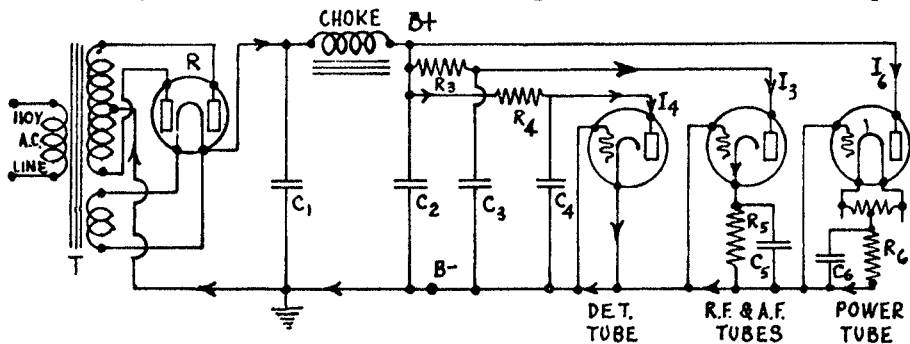 CHOKE
B+
R
110V
A.C.
LINE
T
R3
R4
I4
I3
I6
C1
C2
C3
C4
R5
C5
C6
R6
B-
DET.
TUBE
R.F. & A.F.
TUBES
POWER
TUBE